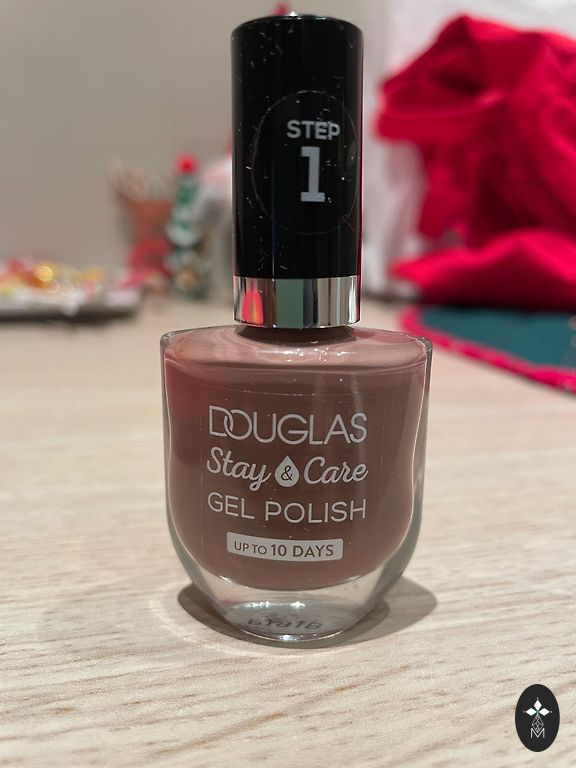 STEP
1
DOUGLAS
Stay & Care
GEL POLISH
UP TO 10 DAYS
M